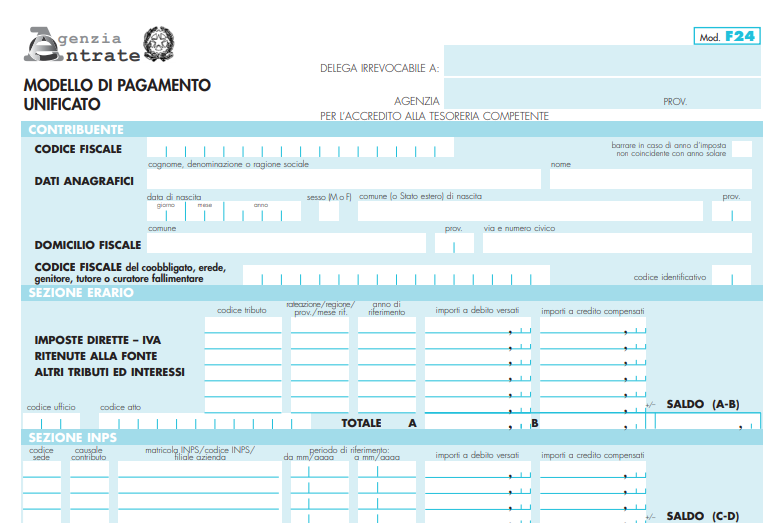 Agenzia
Entrate
Mod. F24
DELEGA IRREVOCABILE A:
MODELLO DI PAGAMENTO
UNIFICATO
AGENZIA PROV.
PER L'ACCREDITO ALLA TESORERIA COMPETENTE
CONTRIBUENTE
CODICE FISCALE
barrare in caso di anno d'imposta
non coincidente con anno solare
cognome, denominazione o ragione sociale nome
DATI ANAGRAFICI
data di nascita sesso (M o F) comune (o Stato estero) di nascita prov.
giorno mese anno
comune prov. via e numero civico
DOMICILIO FISCALE
CODICE FISCALE del coobbligato, erede,
genitore, tutore o curatore fallimentare codice identificativo
SEZIONE ERARIO
codice tributo rateazione/regione/ prov./mese rif. anno di riferimento importi a debito versati importi a credito compensati
IMPOSTE DIRETTE – IVA
RITENUTE ALLA FONTE
ALTRI TRIBUTI ED INTERESSI
codice ufficio codice atto +/– SALDO (A-B)
TOTALE A B
SEZIONE INPS
codice sede causale contributo matricola INPS/codice INPS/ filiale azienda periodo di riferimento: da mm/aaaa a mm/aaaa importi a debito versati importi a credito compensati
+/– SALDO (C-D)